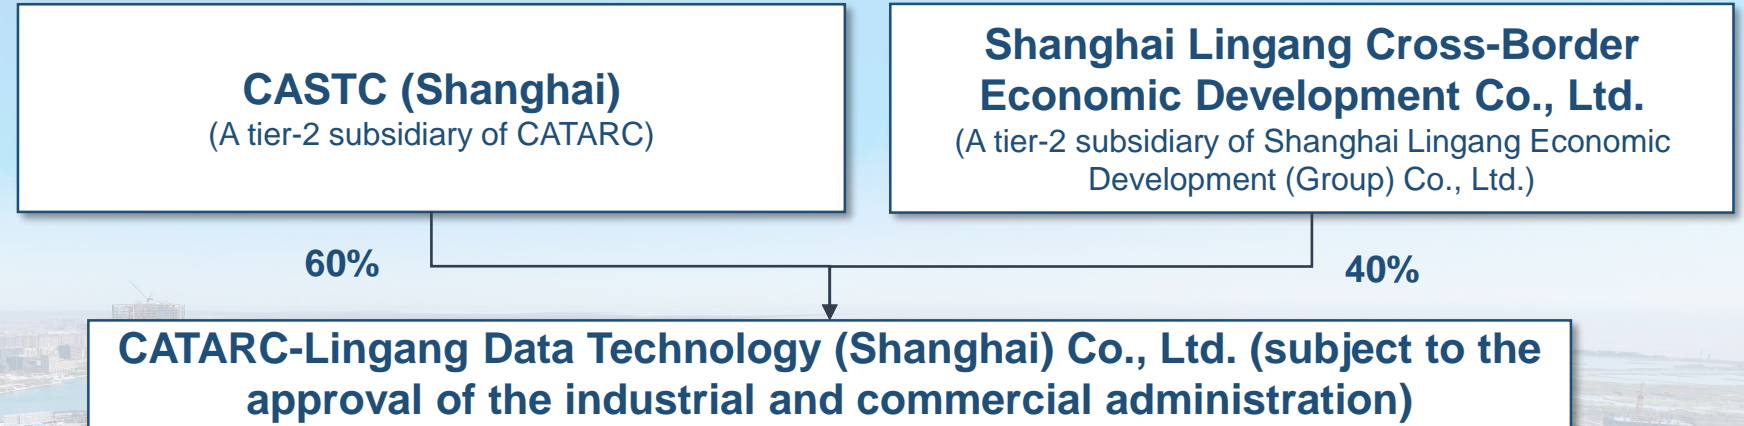 CASTC (Shanghai)
(A tier-2 subsidiary of CATARC)
Shanghai Lingang Cross-Border
Economic Development Co., Ltd.
(A tier-2 subsidiary of Shanghai Lingang Economic
Development (Group) Co., Ltd.)
60%
40%
CATARC-Lingang Data Technology (Shanghai) Co., Ltd. (subject to the
approval of the industrial and commercial administration)